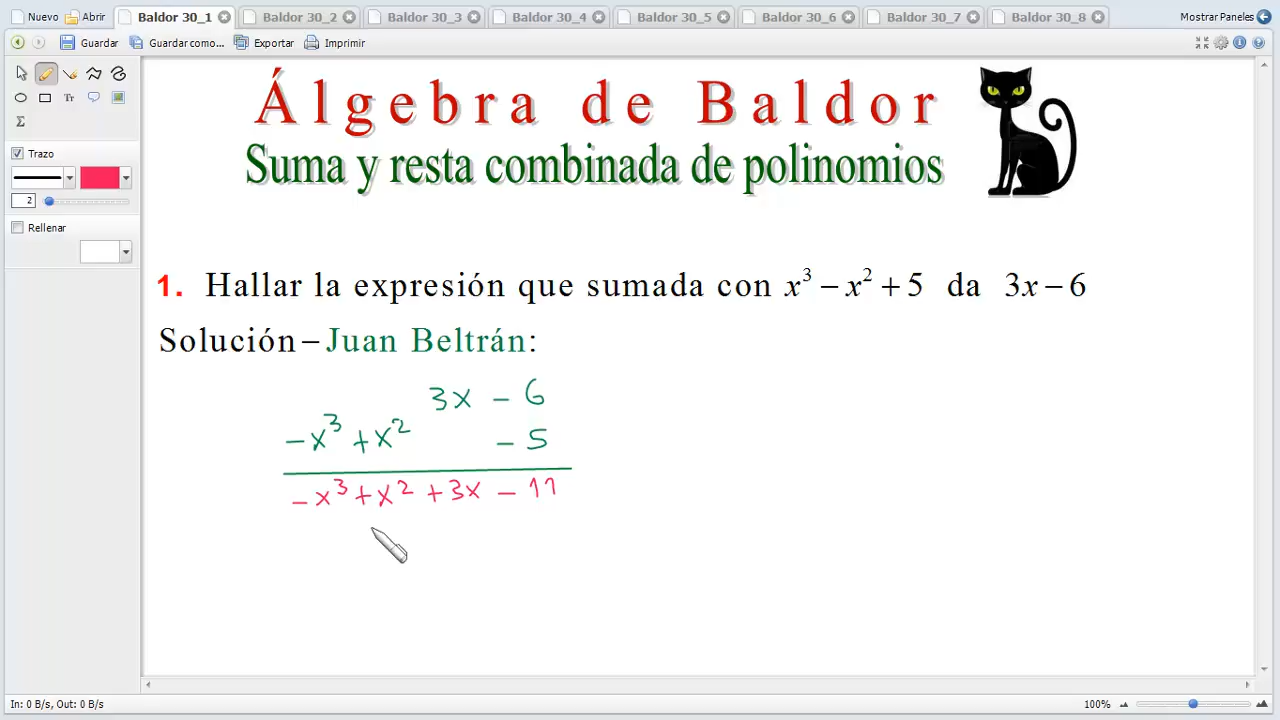 Nuevo Abrir Baldor 30_1 Baldor 30_2 Baldor 30_3 Baldor 30_4 Baldor 30_5 Baldor 30_6 Baldor 30_7 Baldor 30_8 Mostrar Paneles
Guardar Guardar como... Exportar Imprimir
Álgebra de Baldor
Suma y resta combinada de polinomios
Tr
Σ
Trazo
2
Rellenar
1. Hallar la expresión que sumada con x³ − x² + 5 da 3x − 6
Solución − Juan Beltrán:
3x − 6
−x³ + x² − 5
−x³ + x² + 3x − 11
In: 0 B/s, Out: 0 B/s 100%